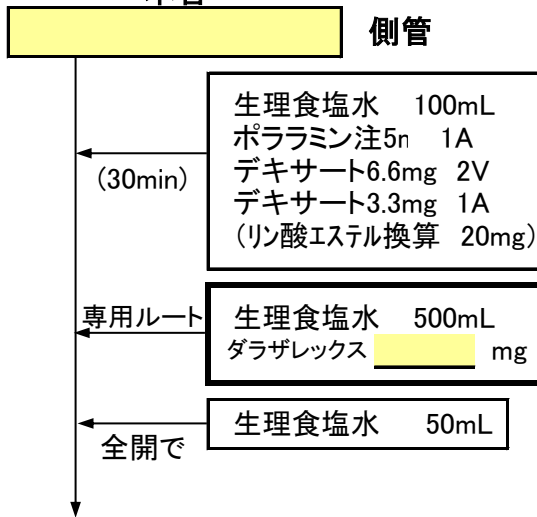 側管
生理食塩水 100mL
ポララミン注5n 1A
(30min)
デキサート6.6mg 2V
デキサート3.3mg 1A
(リン酸エステル換算 20mg)
専用ルート
生理食塩水 500mL
ダラザレックス mg
生理食塩水 50mL
全開で